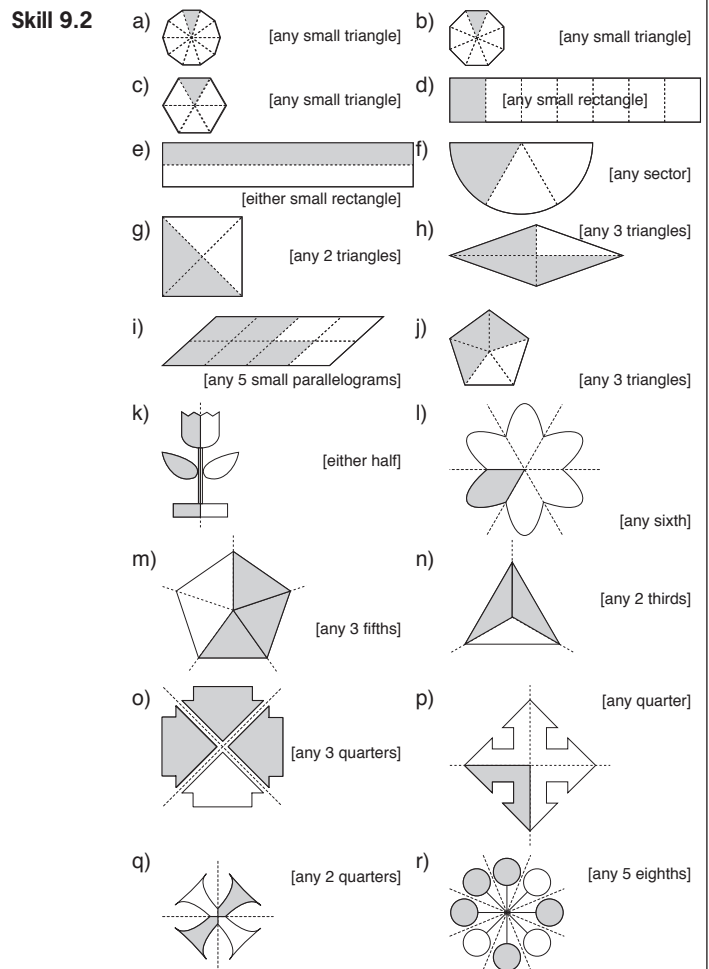 Skill 9.2
a) [any small triangle]
b) [any small triangle]
c) [any small triangle]
d) [any small rectangle]
e) [either small rectangle]
f) [any sector]
g) [any 2 triangles]
h) [any 3 triangles]
i) [any 5 small parallelograms]
j) [any 3 triangles]
k) [either half]
l) [any sixth]
m) [any 3 fifths]
n) [any 2 thirds]
o) [any 3 quarters]
p) [any quarter]
q) [any 2 quarters]
r) [any 5 eighths]